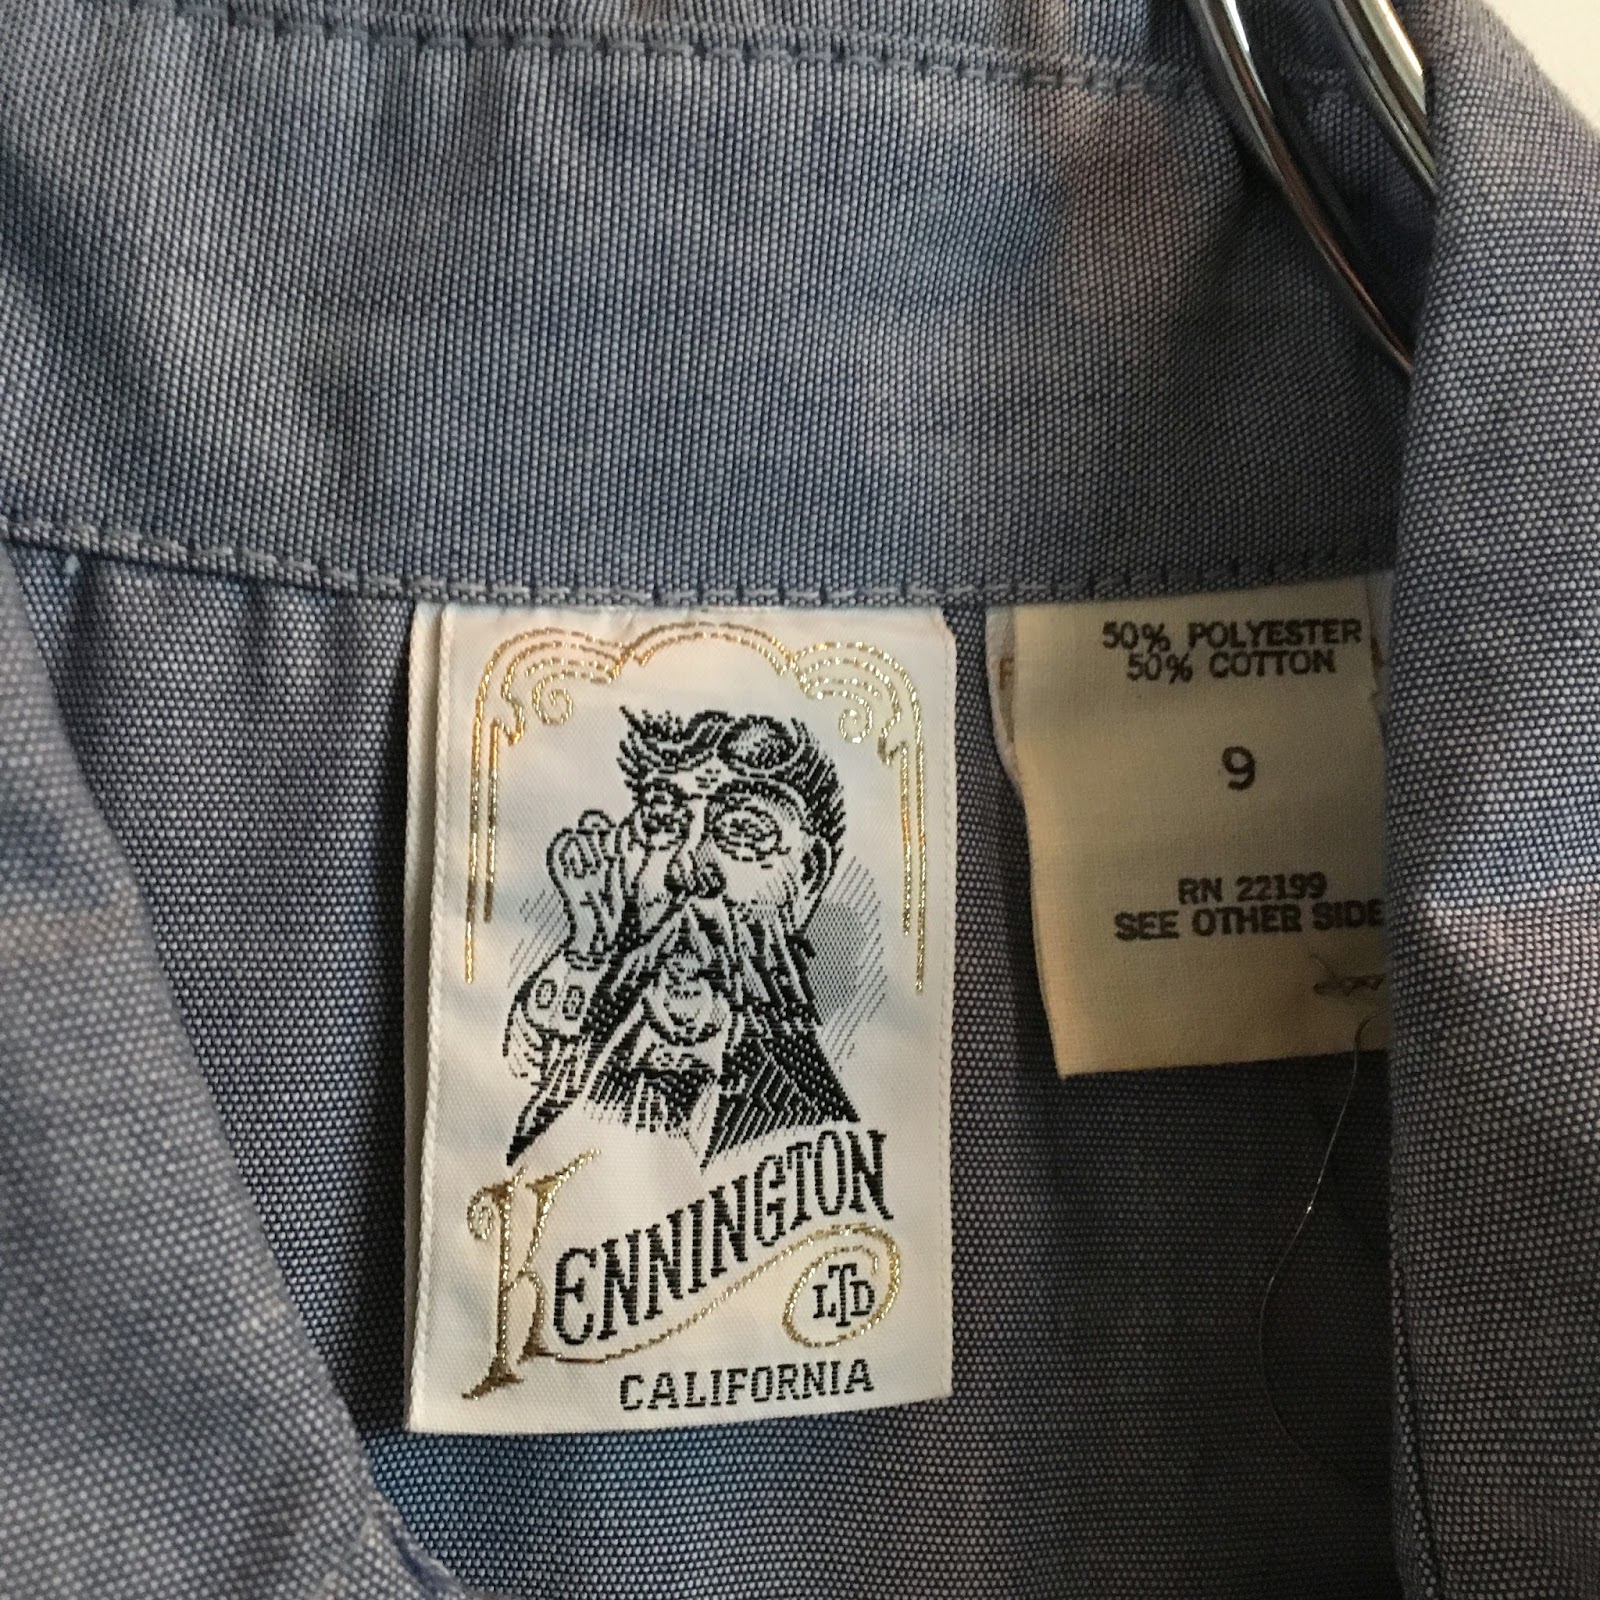 KENNINGTON
LTD
CALIFORNIA
50% POLYESTER
50% COTTON
9
RN 22199
SEE OTHER SIDE